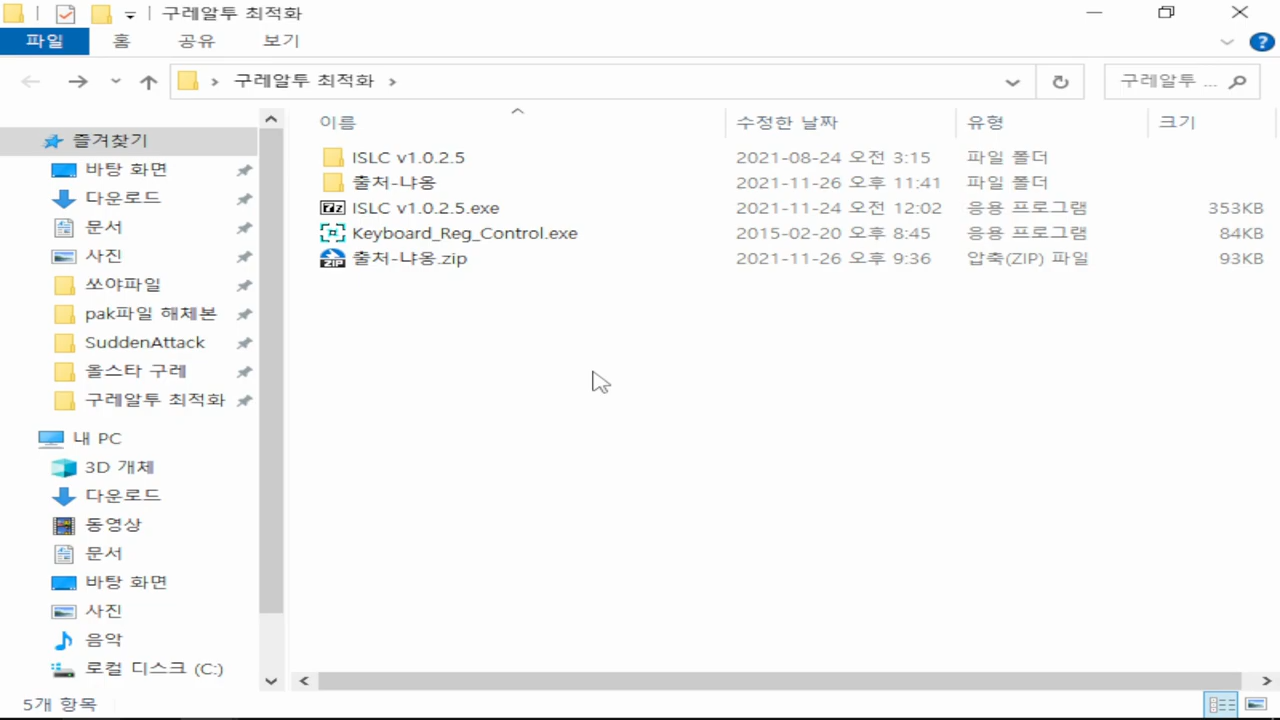 구레알투 최적화
파일 홈 공유 보기
구레알투 최적화
구레알투 ...
이름 수정한 날짜 유형 크기
ISLC v1.0.2.5 2021-08-24 오전 3:15 파일 폴더
출처-냐옹 2021-11-26 오후 11:41 파일 폴더
ISLC v1.0.2.5.exe 2021-11-24 오전 12:02 응용 프로그램 353KB
Keyboard_Reg_Control.exe 2015-02-20 오후 8:45 응용 프로그램 84KB
출처-냐옹.zip 2021-11-26 오후 9:36 압축(ZIP) 파일 93KB
즐겨찾기
바탕 화면
다운로드
문서
사진
쏘야파일
pak파일 해체본
SuddenAttack
올스타 구레
구레알투 최적화
내 PC
3D 개체
다운로드
동영상
문서
바탕 화면
사진
음악
로컬 디스크 (C:)
5개 항목